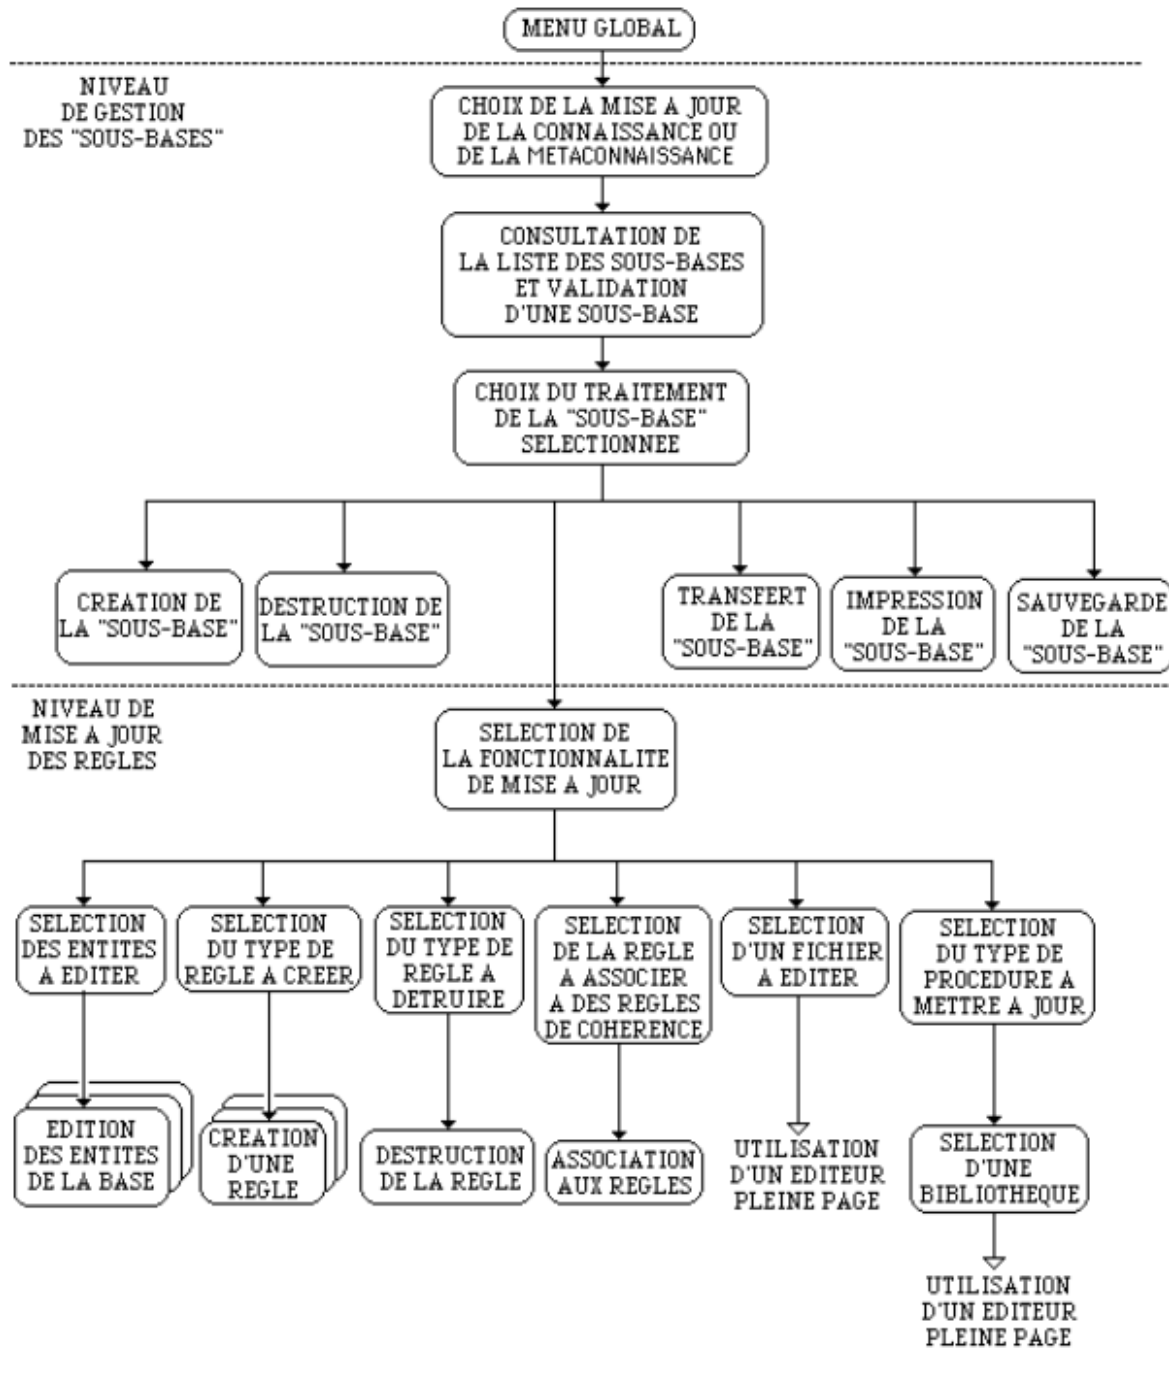 MENU GLOBAL
NIVEAU
DE GESTION
DES "SOUS-BASES"
CHOIX DE LA MISE A JOUR
DE LA CONNAISSANCE OU
DE LA METACONNAISSANCE
CONSULTATION DE
LA LISTE DES SOUS-BASES
ET VALIDATION
D'UNE SOUS-BASE
CHOIX DU TRAITEMENT
DE LA "SOUS-BASE"
SELECTIONNEE
CREATION DE
LA "SOUS-BASE"
DESTRUCTION DE
LA "SOUS-BASE"
TRANSFERT
DE LA
"SOUS-BASE"
IMPRESSION
DE LA
"SOUS-BASE"
SAUVEGARDE
DE LA
"SOUS-BASE"
NIVEAU DE
MISE A JOUR
DES REGLES
SELECTION DE
LA FONCTIONNALITE
DE MISE A JOUR
SELECTION
DES ENTITES
A EDITER
SELECTION
DU TYPE DE
REGLE A CREER
SELECTION
DU TYPE DE
REGLE A
DETRUIRE
SELECTION
DE LA REGLE
A ASSOCIER
A DES REGLES
DE COHERENCE
SELECTION
D'UN FICHIER
A EDITER
SELECTION
DU TYPE DE
PROCEDURE A
METTRE A JOUR
EDITION
DES ENTITES
DE LA BASE
CREATION
D'UNE
REGLE
DESTRUCTION
DE LA REGLE
ASSOCIATION
AUX REGLES
UTILISATION
D'UN EDITEUR
PLEINE PAGE
SELECTION
D'UNE
BIBLIOTHEQUE
UTILISATION
D'UN EDITEUR
PLEINE PAGE